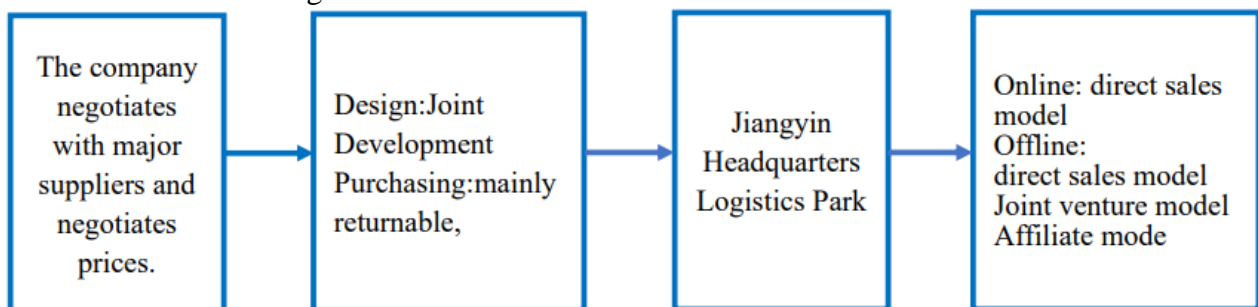 The company
negotiates
with major
suppliers and
negotiates
prices.
Design:Joint
Development
Purchasing:mainly
returnable,
Jiangyin
Headquarters
Logistics Park
Online: direct sales
model
Offline:
direct sales model
Joint venture model
Affiliate mode